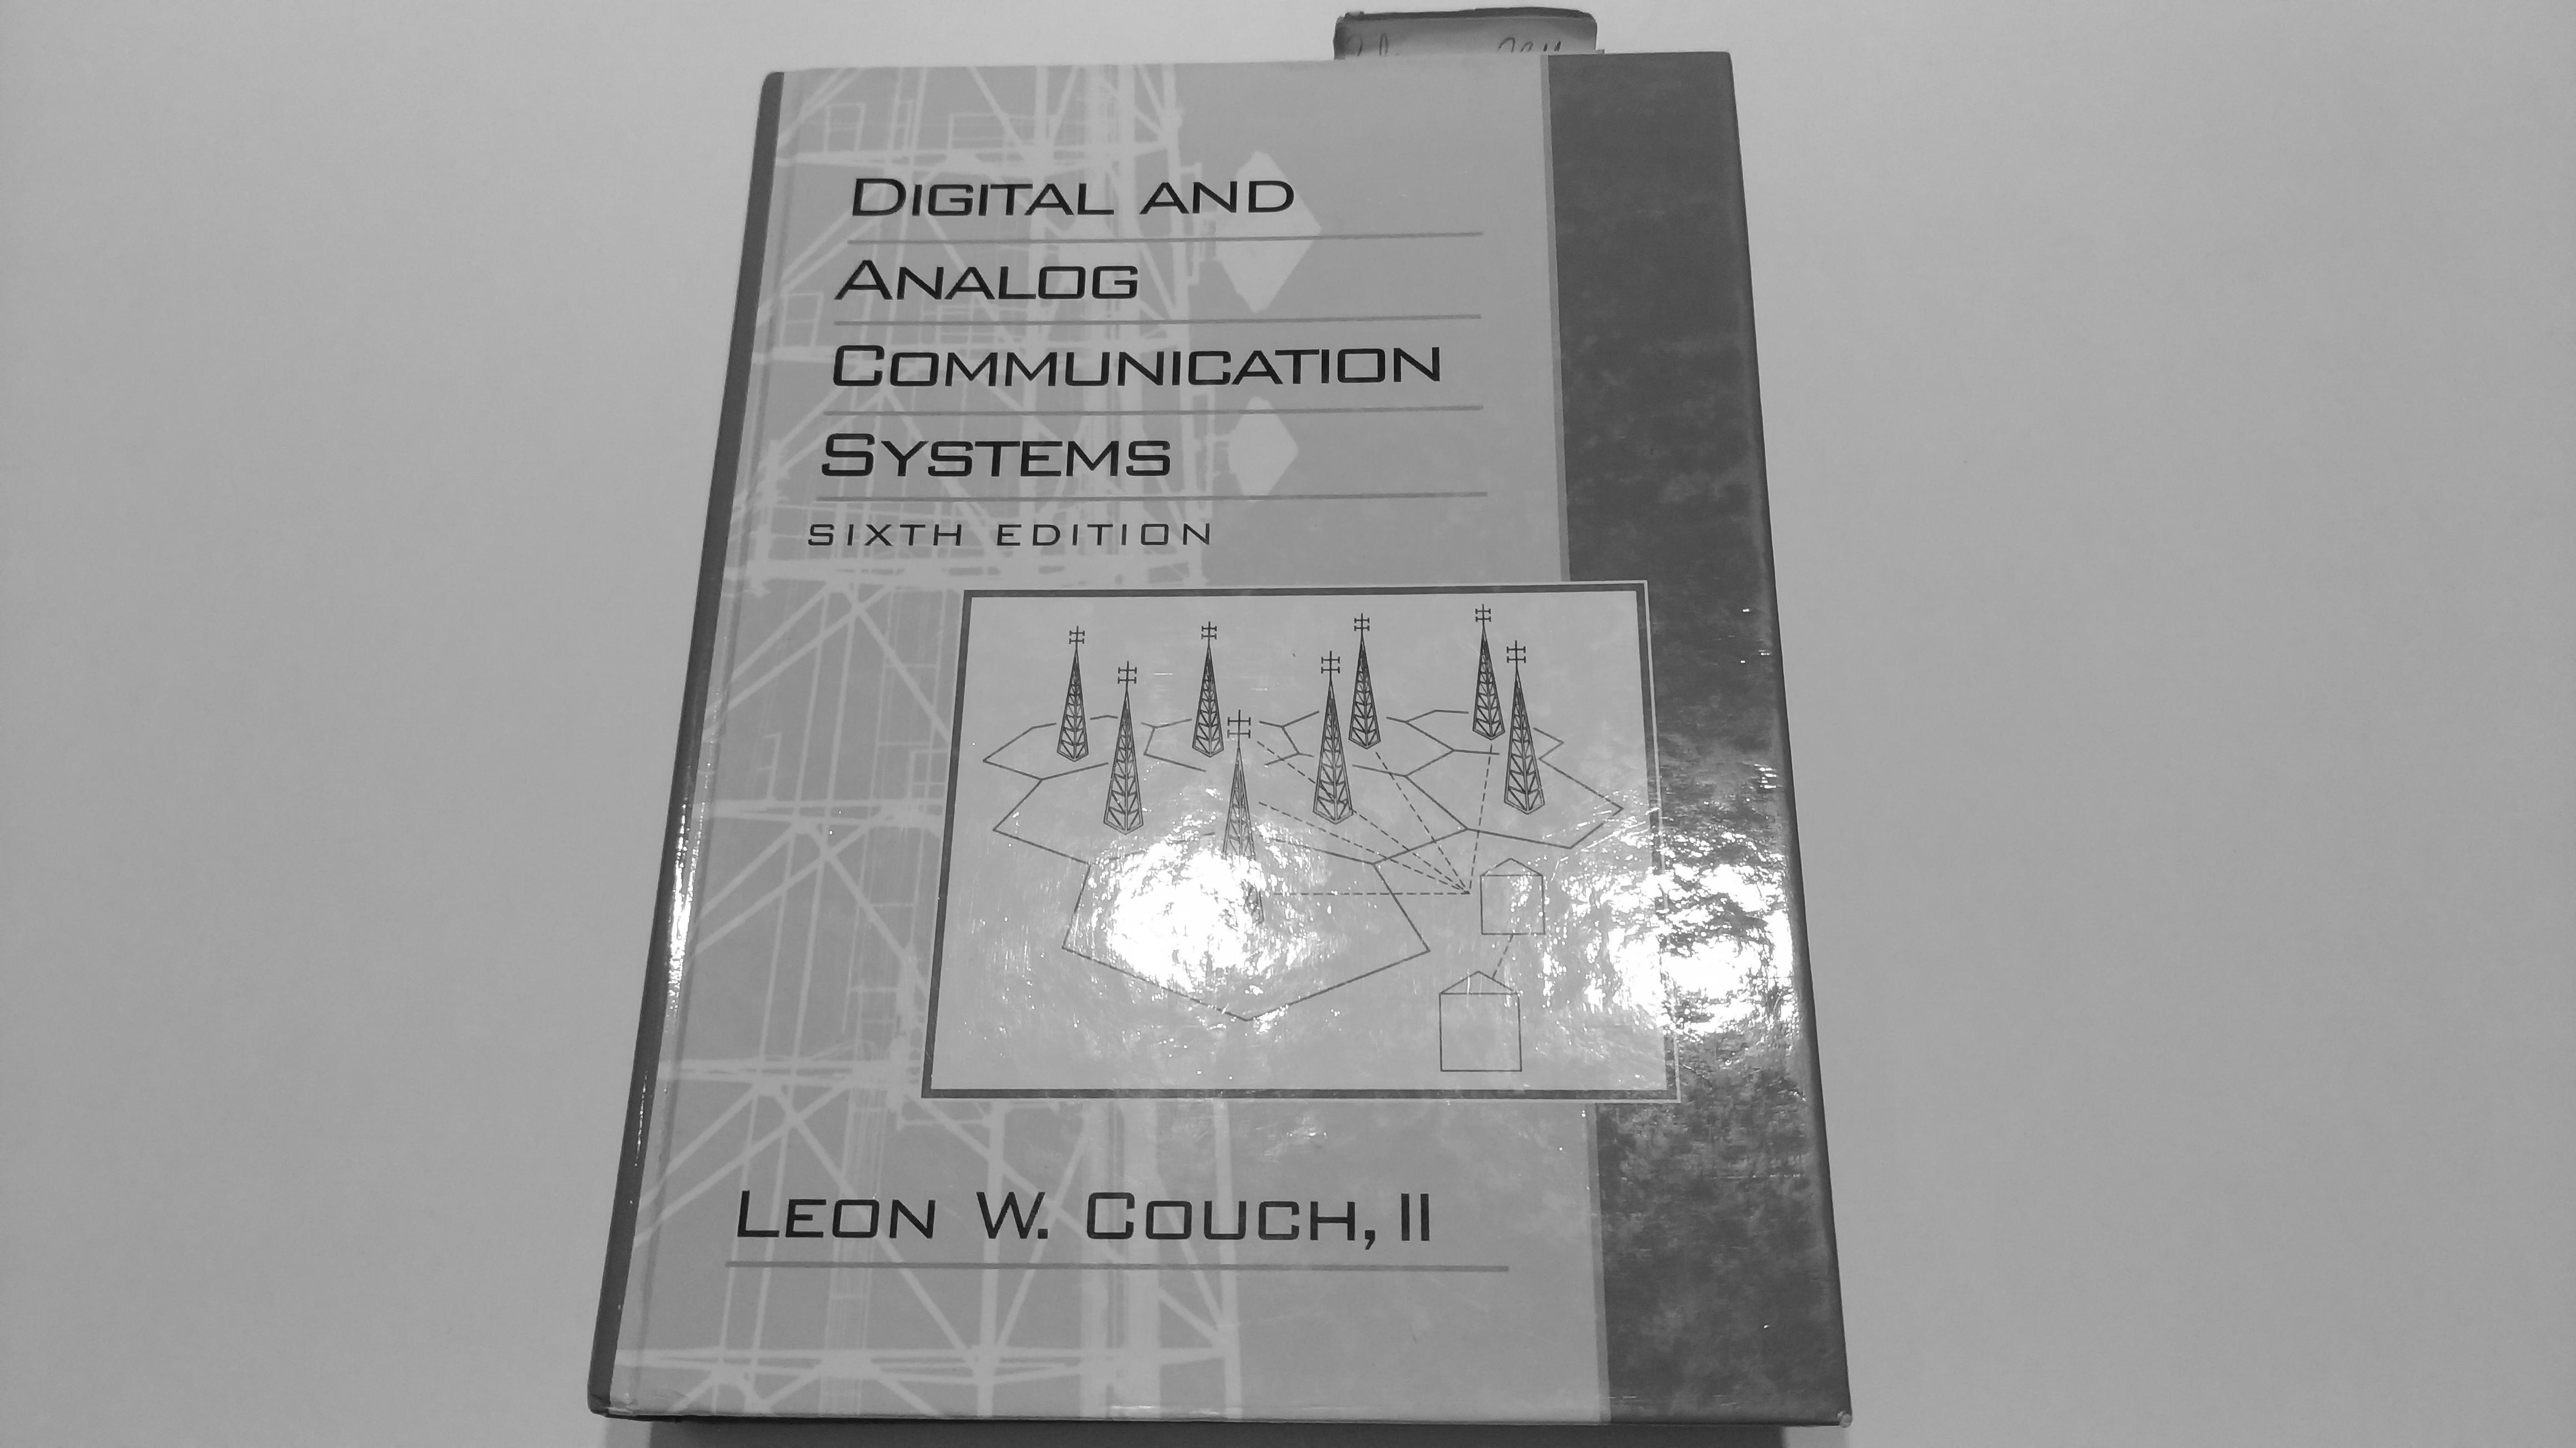 DIGITAL AND
ANALOG
COMMUNICATION
SYSTEMS
SIXTH EDITION
LEON W. COUCH, II